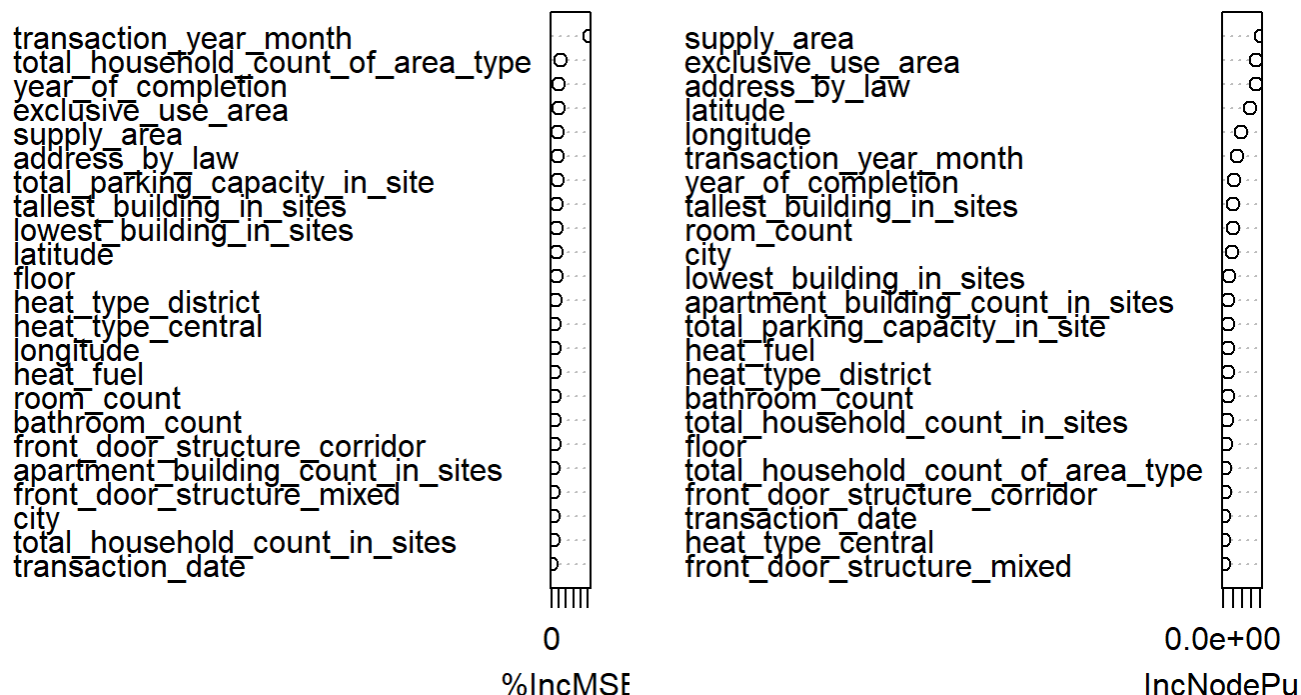 transaction_year_month
total_household_count_of_area_type
year_of_completion
exclusive_use_area
supply_area
address_by_law
total_parking_capacity_in_site
tallest_building_in_sites
lowest_building_in_sites
latitude
floor
heat_type_district
heat_type_central
longitude
heat_fuel
room_count
bathroom_count
front_door_structure_corridor
apartment_building_count_in_sites
front_door_structure_mixed
city
total_household_count_in_sites
transaction_date
0
%IncMSE
supply_area
exclusive_use_area
address_by_law
latitude
longitude
transaction_year_month
year_of_completion
tallest_building_in_sites
room_count
city
lowest_building_in_sites
apartment_building_count_in_sites
total_parking_capacity_in_site
heat_fuel
heat_type_district
bathroom_count
total_household_count_in_sites
floor
total_household_count_of_area_type
front_door_structure_corridor
transaction_date
heat_type_central
front_door_structure_mixed
0.0e+00
IncNodePu